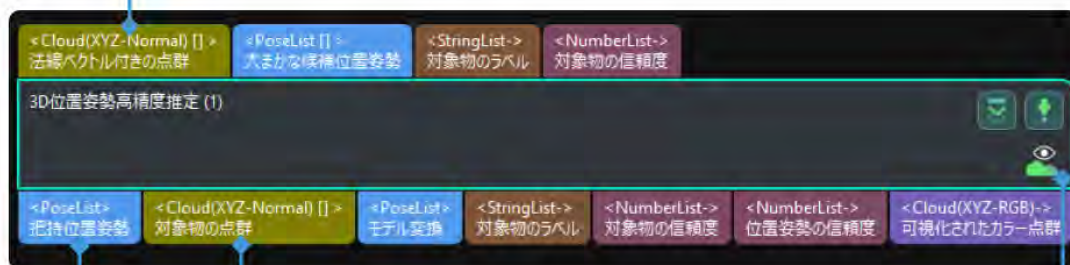 <Cloud(XYZ-Normal) [] >
法線ベクトル付きの点群
<PoseList [] >
大まかな候補位置姿勢
<StringList->
対象物のラベル
<NumberList->
対象物の信頼度
3D位置姿勢高精度推定 (1)
<PoseList>
把持位置姿勢
<Cloud(XYZ-Normal) [] >
対象物の点群
<PoseList>
モデル変換
<StringList->
対象物のラベル
<NumberList->
対象物の信頼度
<NumberList->
位置姿勢の信頼度
<Cloud(XYZ-RGB)->
可視化されたカラー点群